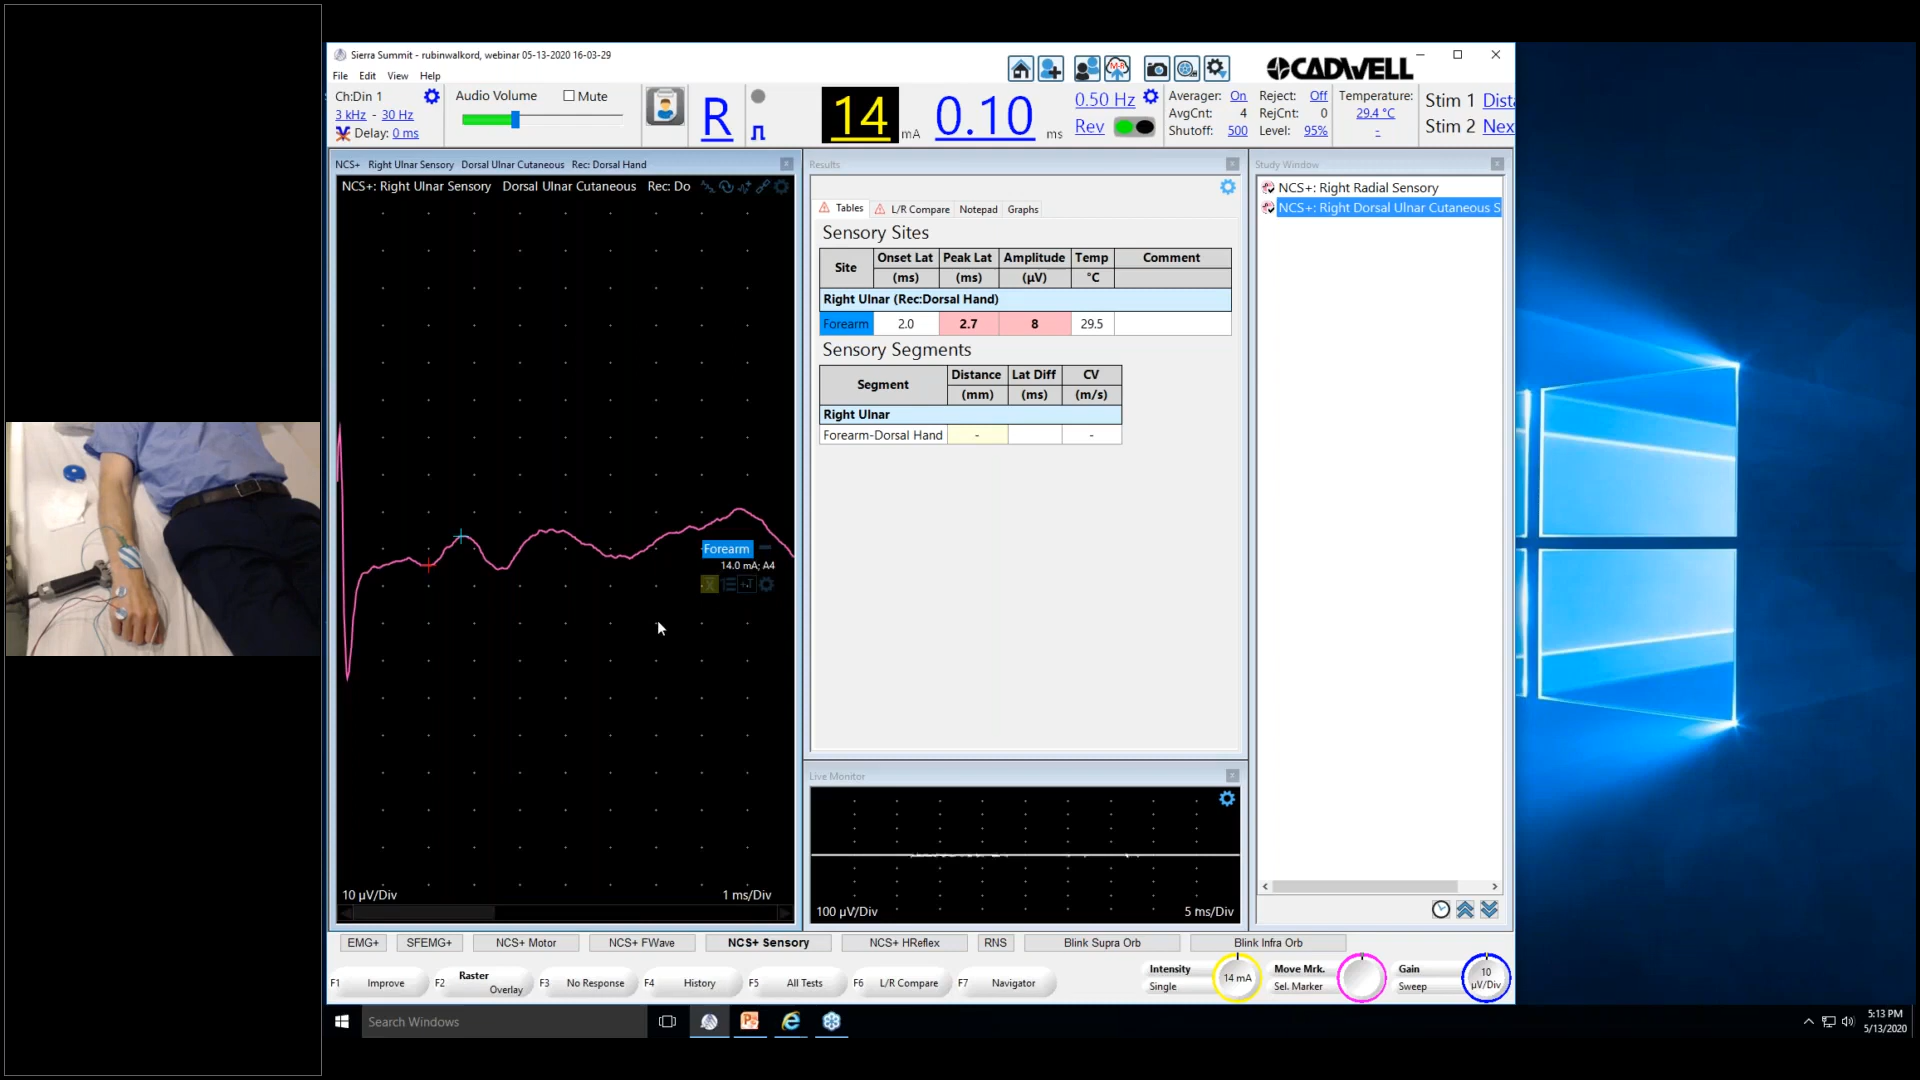 Sierra Summit - rubinwalkord, webinar 05-13-2020 16-03-29
File Edit View Help
CADWELL
Ch:Din 1
3 kHz - 30 Hz
Delay: 0 ms
Audio Volume
Mute
R
14 mA
0.10 ms
0.50 Hz
Rev
Averager: On
AvgCnt: 4
Shutoff: 500
Reject: Off
RejCnt: 0
Level: 95%
Temperature:
29.4 °C
-
Stim 1 Dist
Stim 2 Nex
NCS+ Right Ulnar Sensory Dorsal Ulnar Cutaneous Rec: Dorsal Hand
NCS+: Right Ulnar Sensory Dorsal Ulnar Cutaneous Rec: Do
Forearm
14.0 mA; A4
10 µV/Div
1 ms/Div
Results
Tables L/R Compare Notepad Graphs
Sensory Sites
Site Onset Lat Peak Lat Amplitude Temp Comment
(ms) (ms) (µV) °C
Right Ulnar (Rec:Dorsal Hand)
Forearm 2.0 2.7 8 29.5
Sensory Segments
Segment Distance Lat Diff CV
(mm) (ms) (m/s)
Right Ulnar
Forearm-Dorsal Hand - -
Live Monitor
100 µV/Div
5 ms/Div
Study Window
NCS+: Right Radial Sensory
NCS+: Right Dorsal Ulnar Cutaneous S
EMG+ SFEMG+ NCS+ Motor NCS+ FWave NCS+ Sensory NCS+ HReflex RNS Blink Supra Orb Blink Infra Orb
F1 Improve
F2 Raster
Overlay
F3 No Response
F4 History
F5 All Tests
F6 L/R Compare
F7 Navigator
Intensity
Single
14 mA
Move Mrk.
Sel. Marker
Gain
Sweep
10
µV/Div
Search Windows
5:13 PM
5/13/2020